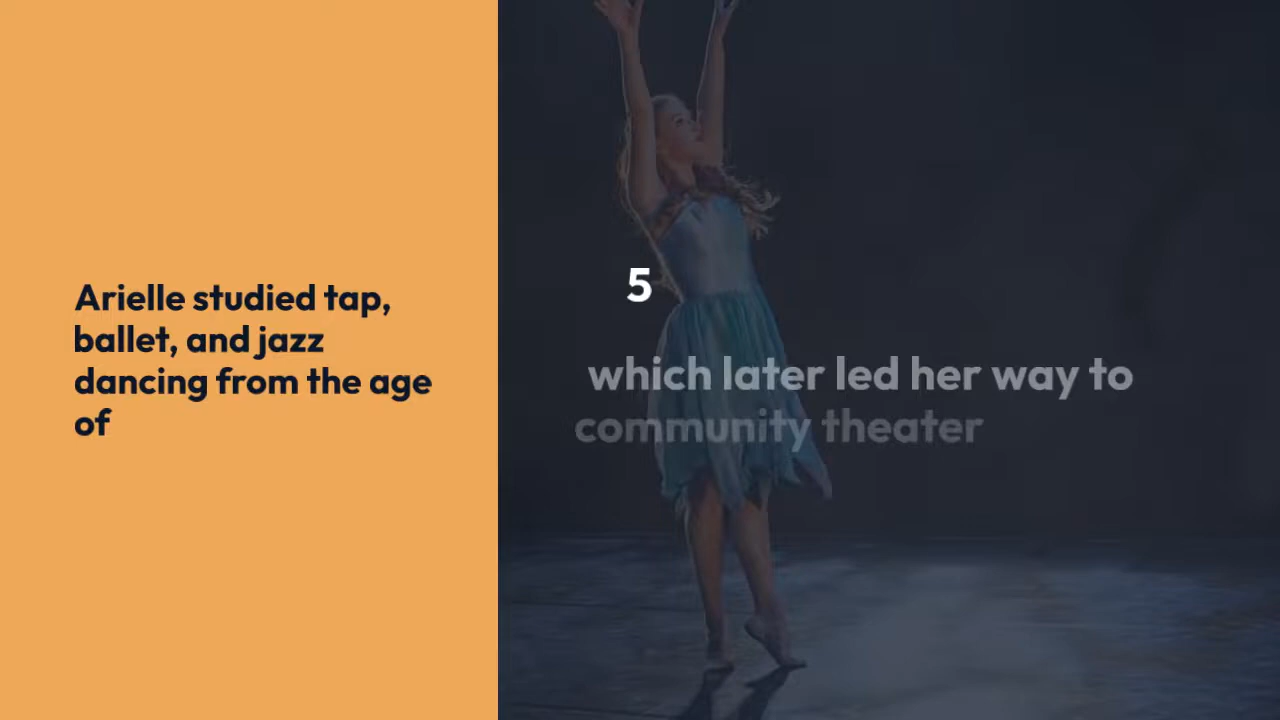 Arielle studied tap,
ballet, and jazz
dancing from the age
of
5
which later led her way to
community theater